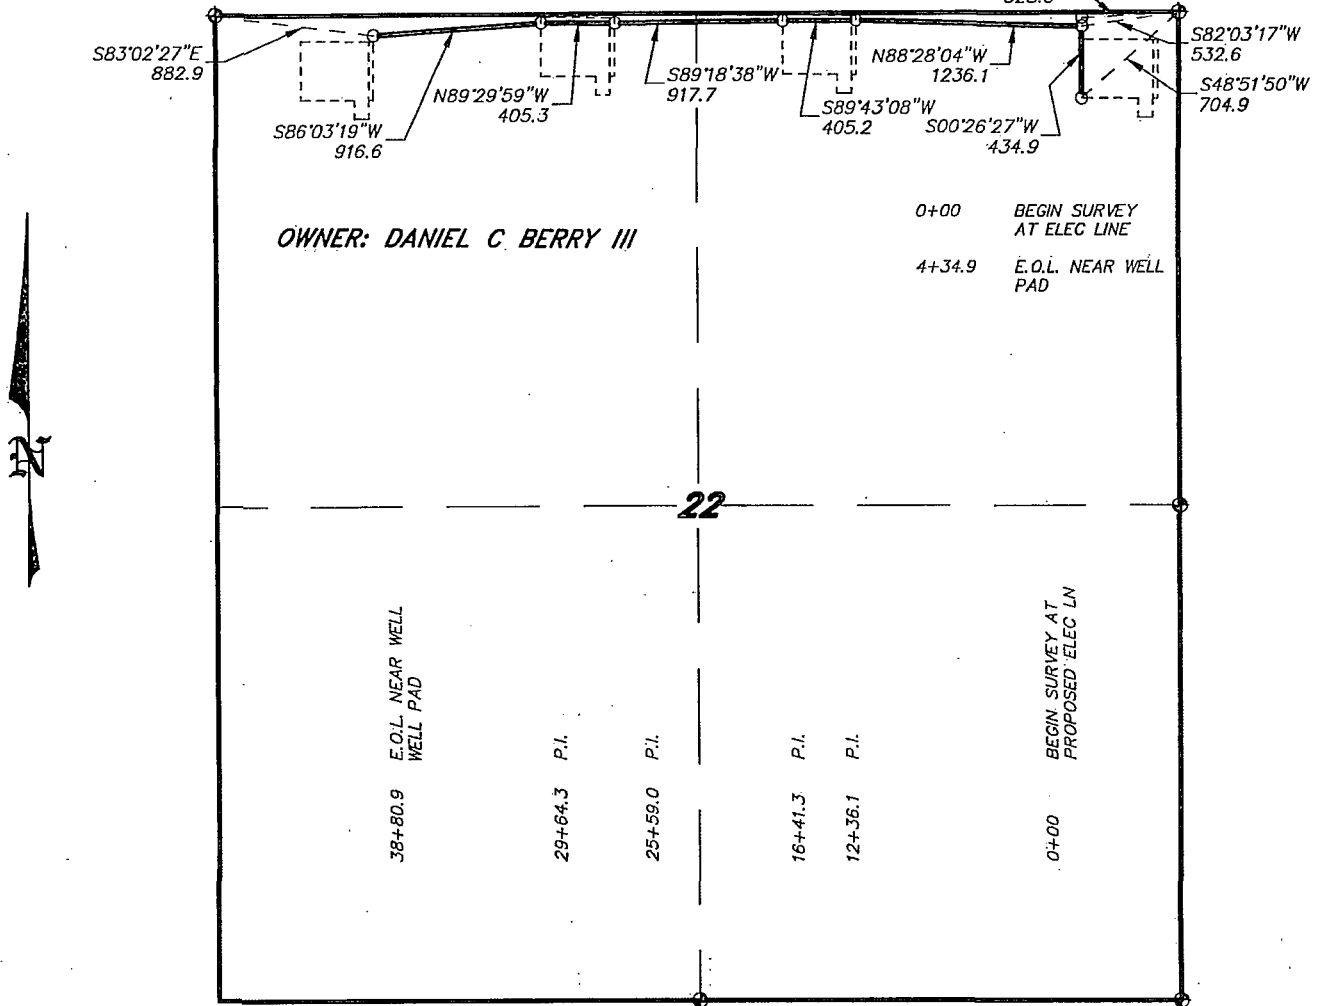 S83°02'27"E
882.9
S86°03'19"W
916.6
N89°29'59"W
405.3
S89°18'38"W
917.7
S89°43'08"W
405.2
N88°28'04"W
1236.1
S00°26'27"W
434.9
S82°03'17"W
532.6
S48°51'50"W
704.9
OWNER: DANIEL C BERRY III
0+00 BEGIN SURVEY
AT ELEC LINE
4+34.9 E.O.L. NEAR WELL
PAD
22
38+80.9 E.O.L. NEAR WELL
WELL PAD
29+64.3 P.I.
25+59.0 P.I.
16+41.3 P.I.
12+36.1 P.I.
0+00 BEGIN SURVEY AT
PROPOSED ELEC LN